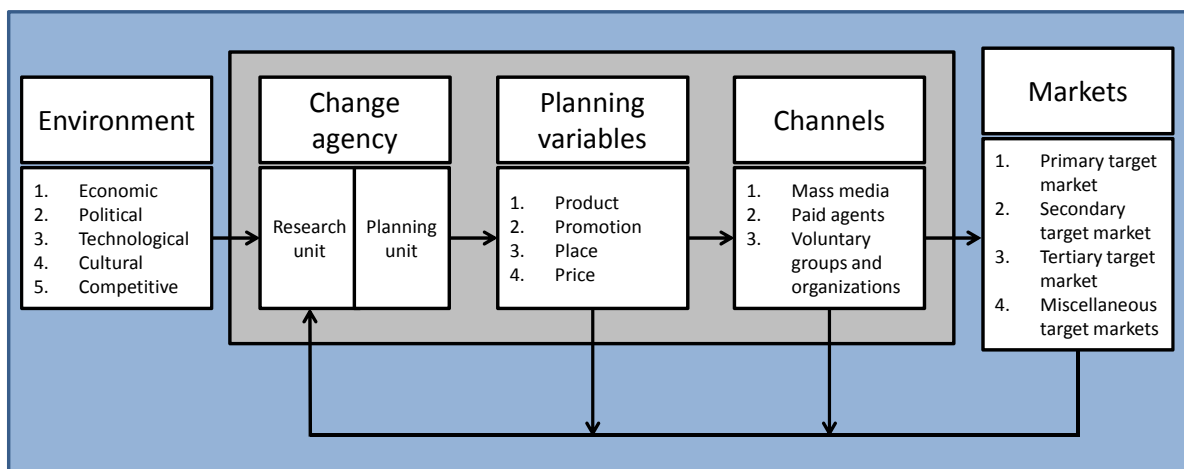 Environment
1. Economic
2. Political
3. Technological
4. Cultural
5. Competitive
Change
agency
Research
unit
Planning
unit
Planning
variables
1. Product
2. Promotion
3. Place
4. Price
Channels
1. Mass media
2. Paid agents
3. Voluntary
groups and
organizations
Markets
1. Primary target
market
2. Secondary
target market
3. Tertiary target
market
4. Miscellaneous
target markets